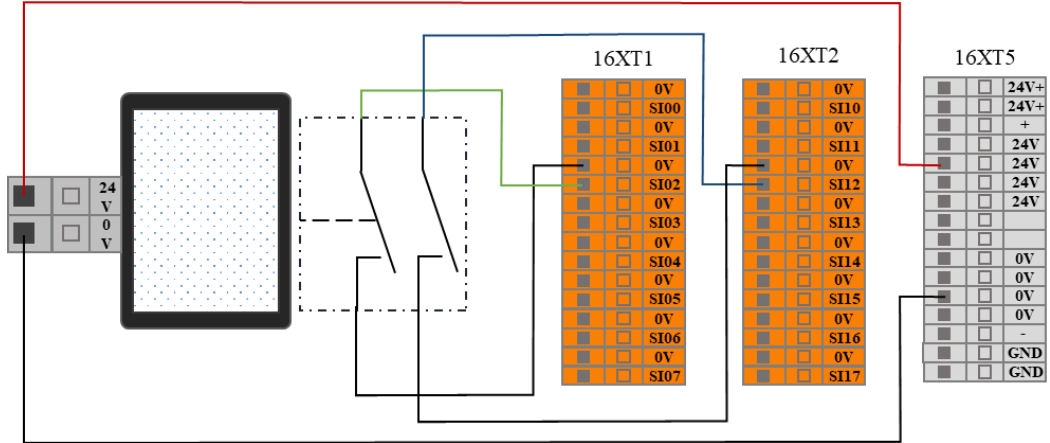 16XT1
16XT2
16XT5
24
V
0
V
0V
SI00
0V
SI01
0V
SI02
0V
SI03
0V
SI04
0V
SI05
0V
SI06
0V
SI07
0V
SI10
0V
SI11
0V
SI12
0V
SI13
0V
SI14
0V
SI15
0V
SI16
0V
SI17
24V+
24V+
+
24V
24V
24V
24V
0V
0V
0V
0V
-
GND
GND